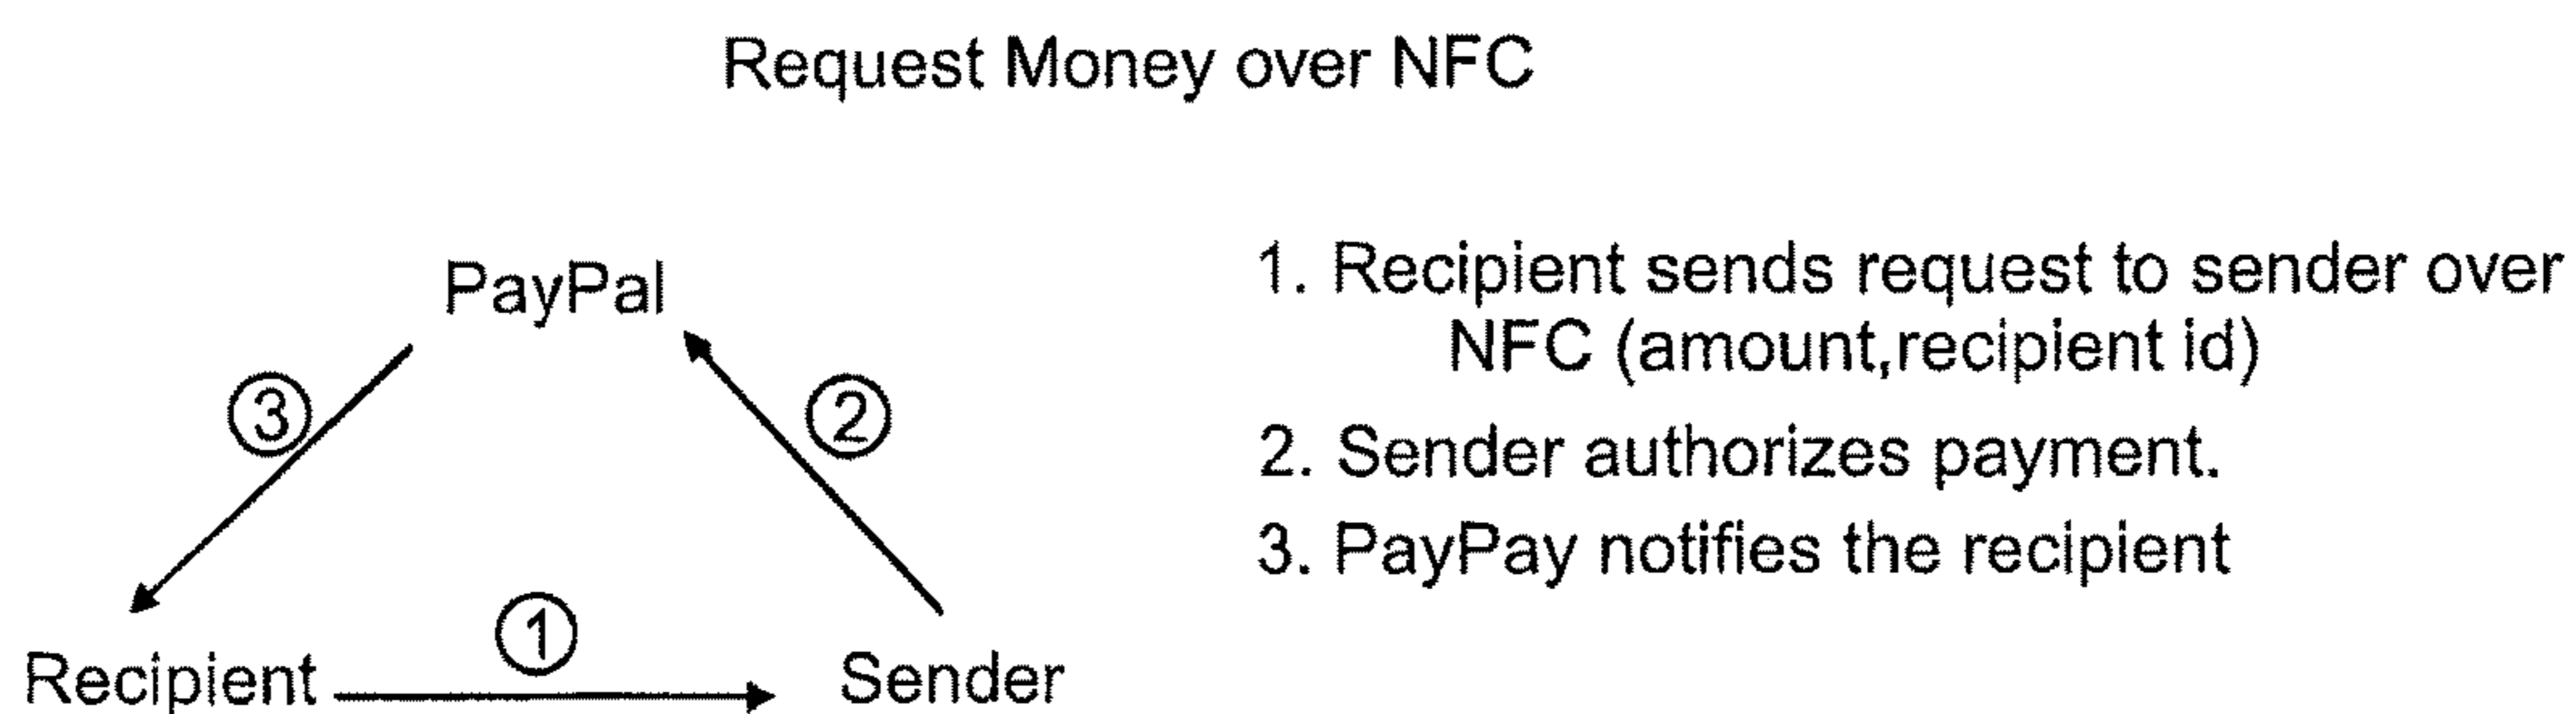 Request Money over NFC
PayPal
3
2
1
Recipient
Sender
1. Recipient sends request to sender over
NFC (amount,recipient id)
2. Sender authorizes payment.
3. PayPay notifies the recipient